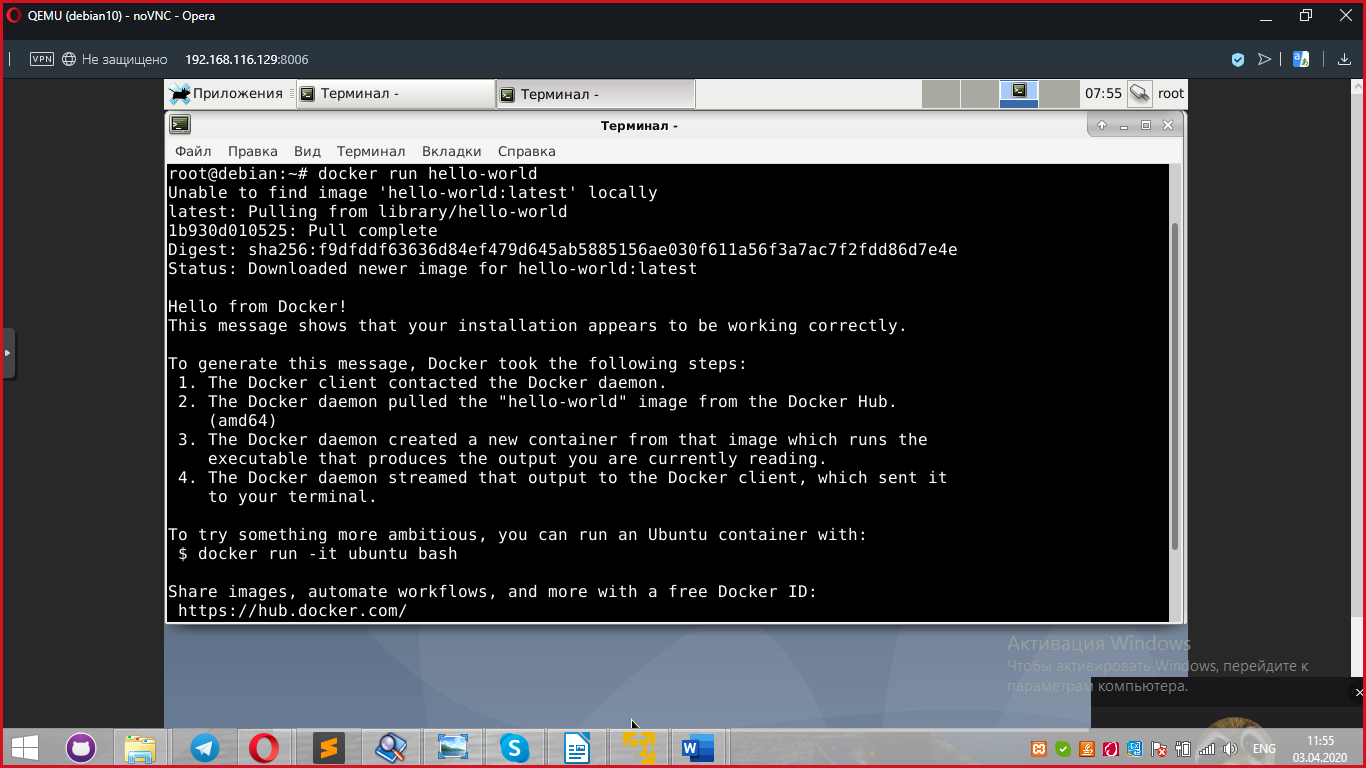 QEMU (debian10) - noVNC - Opera
VPN
Не защищено
192.168.116.129:8006
Приложения
Терминал -
Терминал -
07:55
root
Терминал -
Файл Правка Вид Терминал Вкладки Справка
root@debian:~# docker run hello-world
Unable to find image 'hello-world:latest' locally
latest: Pulling from library/hello-world
1b930d010525: Pull complete
Digest: sha256:f9dfddf63636d84ef479d645ab5885156ae030f611a56f3a7ac7f2fdd86d7e4e
Status: Downloaded newer image for hello-world:latest
Hello from Docker!
This message shows that your installation appears to be working correctly.
To generate this message, Docker took the following steps:
1. The Docker client contacted the Docker daemon.
2. The Docker daemon pulled the "hello-world" image from the Docker Hub.
(amd64)
3. The Docker daemon created a new container from that image which runs the
executable that produces the output you are currently reading.
4. The Docker daemon streamed that output to the Docker client, which sent it
to your terminal.
To try something more ambitious, you can run an Ubuntu container with:
$ docker run -it ubuntu bash
Share images, automate workflows, and more with a free Docker ID:
https://hub.docker.com/
Активация Windows
Чтобы активировать Windows, перейдите к
параметрам компьютера.
ENG
11:55
03.04.2020